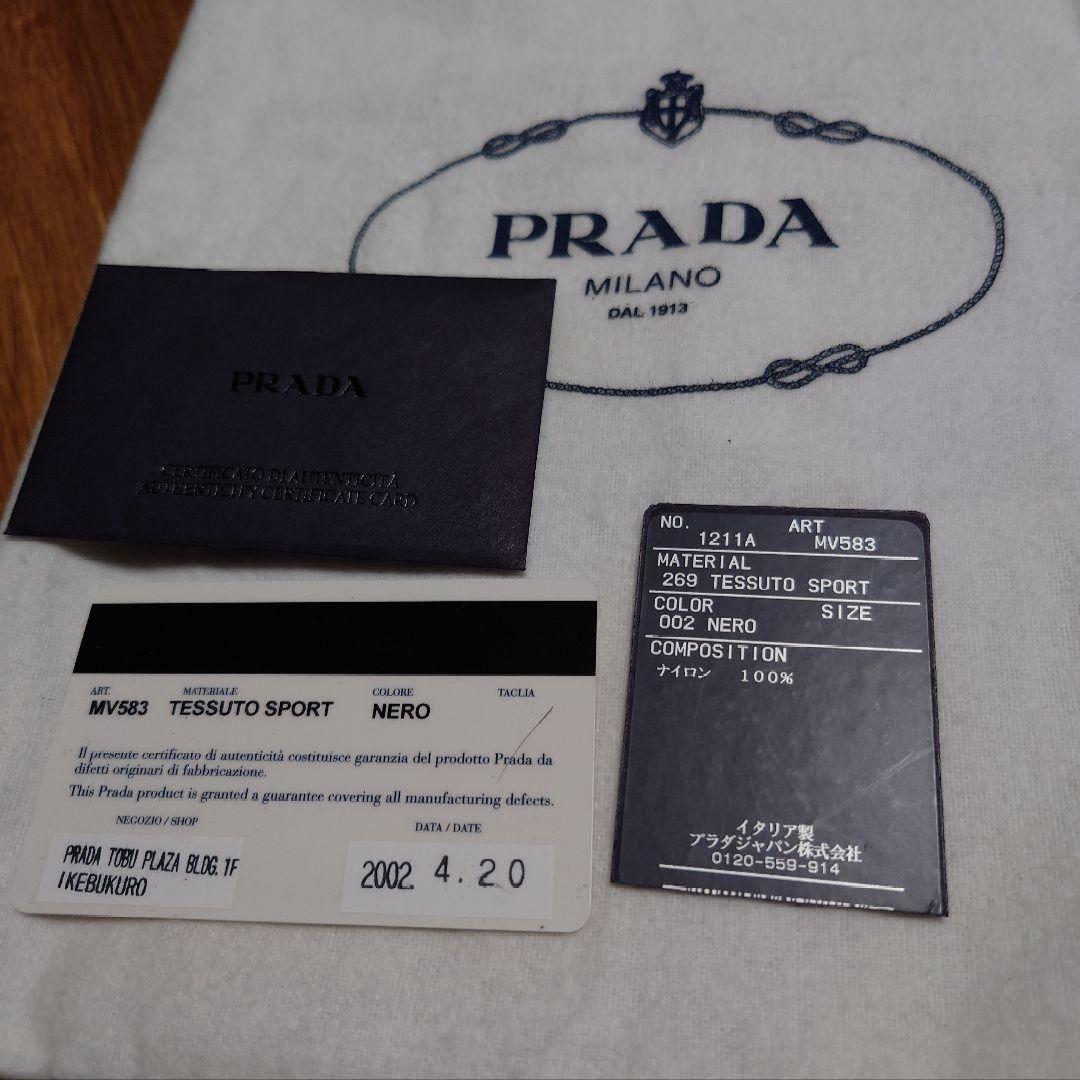 PRADA
MILANO
DAL 1913
PRADA
CERTIFICATO DI AUTENTICITÀ
AUTHENTICITY CERTIFICATE CARD
ART. MATERIALE COLORE TAGLIA
MV583 TESSUTO SPORT NERO
Il presente certificato di autenticità costituisce garanzia del prodotto Prada da
difetti originari di fabbricazione.
This Prada product is granted a guarantee covering all manufacturing defects.
NEGOZIO / SHOP DATA / DATE
PRADA TOBU PLAZA BLDG. 1F
IKEBUKURO
2002. 4. 20
NO. ART
1211A MV583
MATERIAL
269 TESSUTO SPORT
COLOR SIZE
002 NERO
COMPOSITION
ナイロン 100%
イタリア製
プラダジャパン株式会社
0120-559-914